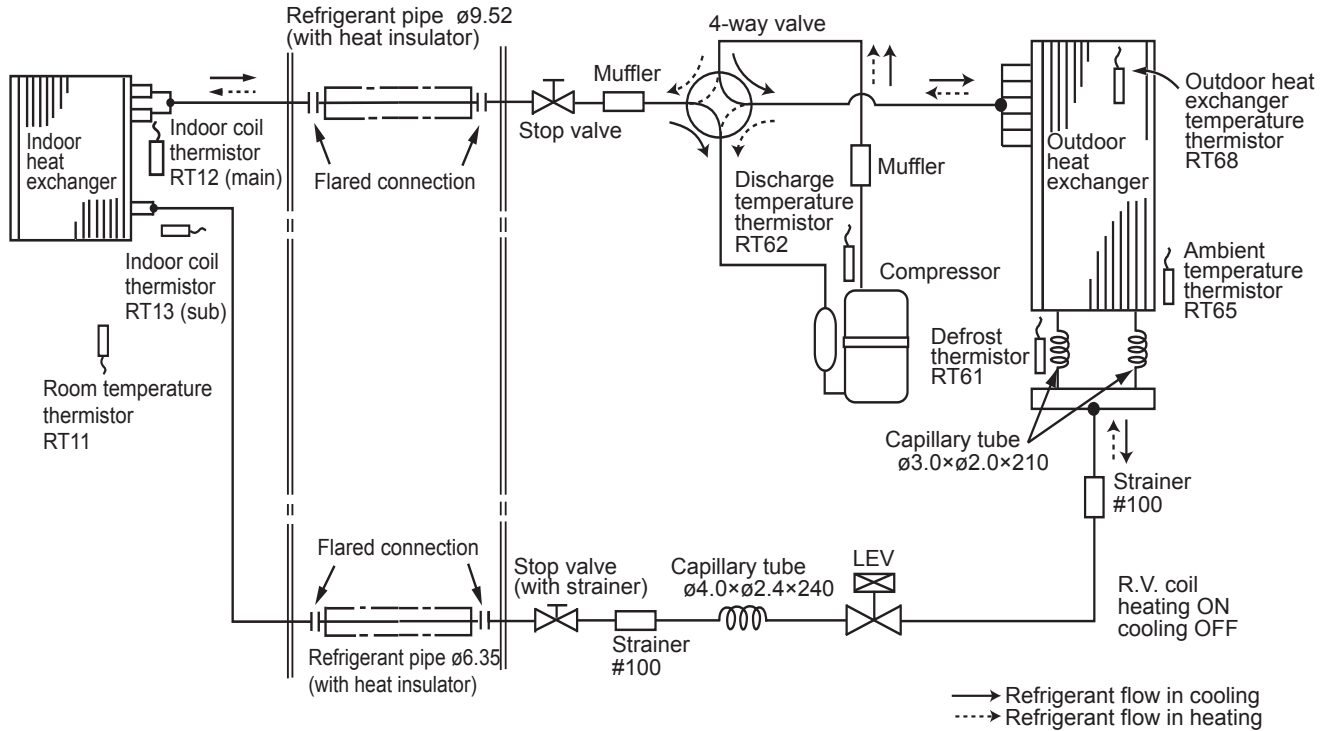 Refrigerant pipe ø9.52
(with heat insulator)
4-way valve
Muffler
Stop valve
Outdoor heat
exchanger
temperature
thermistor
RT68
Indoor
heat
exchanger
Indoor coil
thermistor
RT12 (main)
Flared connection
Muffler
Outdoor
heat
exchanger
Discharge
temperature
thermistor
RT62
Indoor coil
thermistor
RT13 (sub)
Compressor
Ambient
temperature
thermistor
RT65
Defrost
thermistor
RT61
Room temperature
thermistor
RT11
Capillary tube
ø3.0×ø2.0×210
Strainer
#100
Flared connection
Stop valve
(with strainer)
Capillary tube
ø4.0×ø2.4×240
LEV
R.V. coil
heating ON
cooling OFF
Refrigerant pipe ø6.35
(with heat insulator)
Strainer
#100
Refrigerant flow in cooling
Refrigerant flow in heating